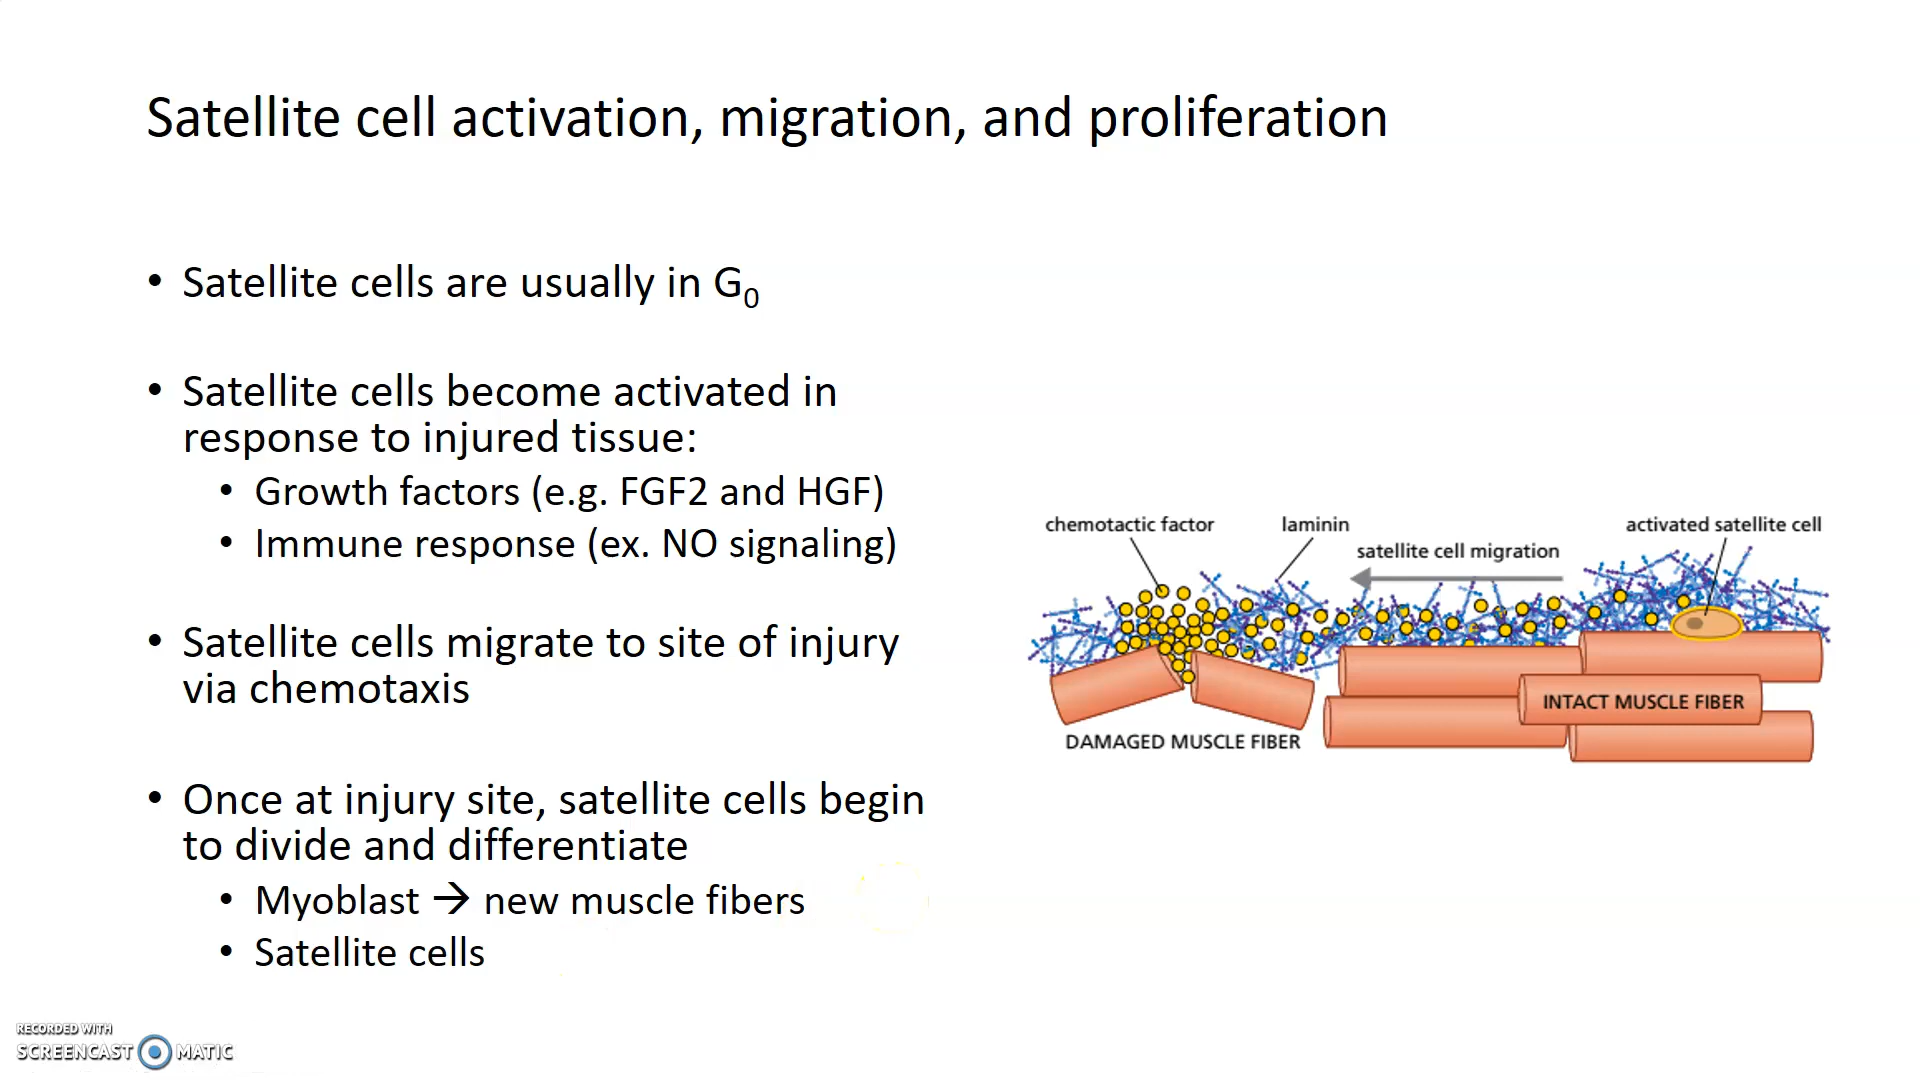 Satellite cell activation, migration, and proliferation
• Satellite cells are usually in G₀
• Satellite cells become activated in
response to injured tissue:
• Growth factors (e.g. FGF2 and HGF)
• Immune response (ex. NO signaling)
• Satellite cells migrate to site of injury
via chemotaxis
• Once at injury site, satellite cells begin
to divide and differentiate
• Myoblast → new muscle fibers
• Satellite cells
chemotactic factor
laminin
satellite cell migration
activated satellite cell
DAMAGED MUSCLE FIBER
INTACT MUSCLE FIBER
RECORDED WITH
SCREENCAST MATIC